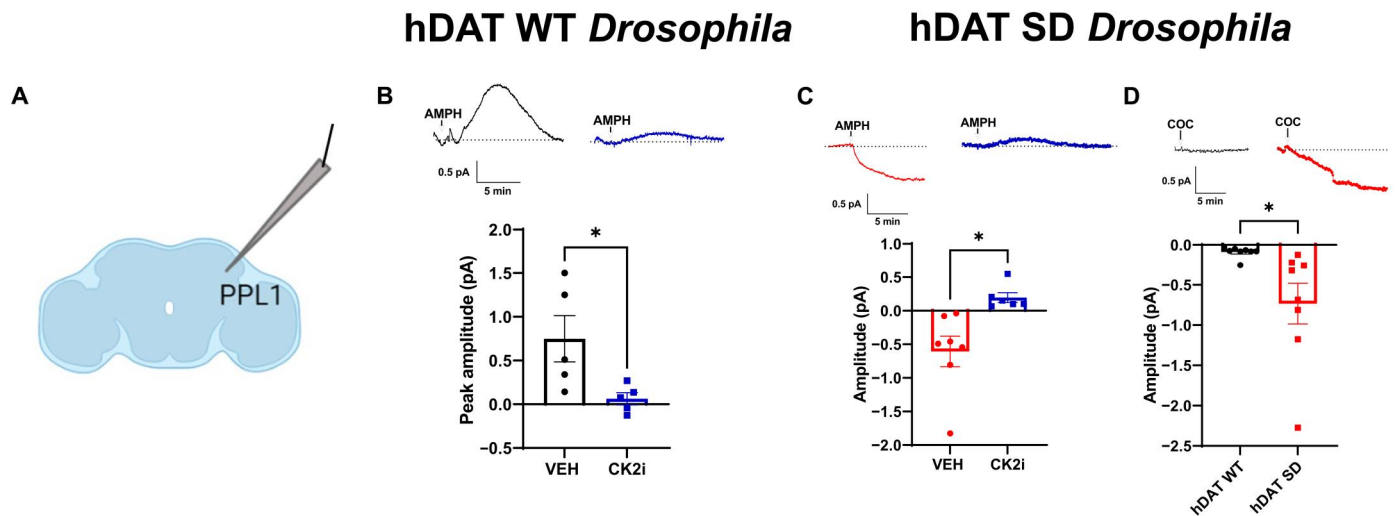 hDAT WT Drosophila
hDAT SD Drosophila
A
PPL1
B
AMPH
AMPH
0.5 pA
5 min
Peak amplitude (pA)
2.0
1.5
1.0
0.5
0.0
−0.5
*
VEH
CK2i
C
AMPH
AMPH
0.5 pA
5 min
Amplitude (pA)
1.0
0.5
0.0
−0.5
−1.0
−1.5
−2.0
*
VEH
CK2i
D
COC
COC
0.5 pA
5 min
Amplitude (pA)
0.0
−0.5
−1.0
−1.5
−2.0
−2.5
*
hDAT WT
hDAT SD